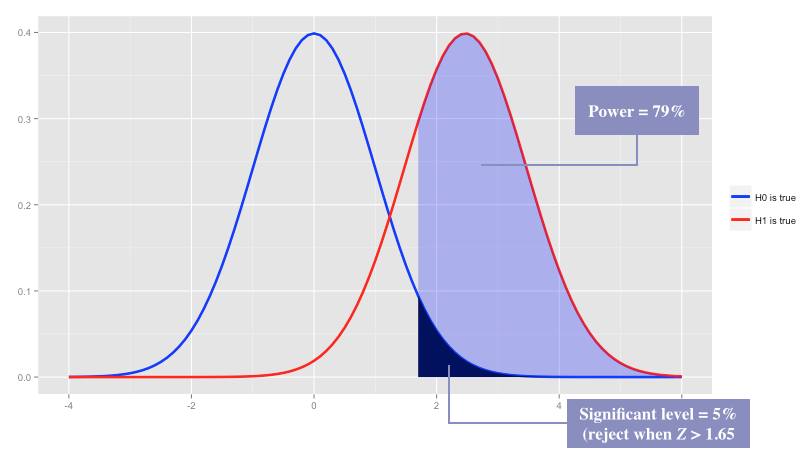 0.4
0.3
0.2
0.1
0.0
-4
-2
0
2
4
Power = 79%
H0 is true
H1 is true
Significant level = 5%
(reject when Z > 1.65